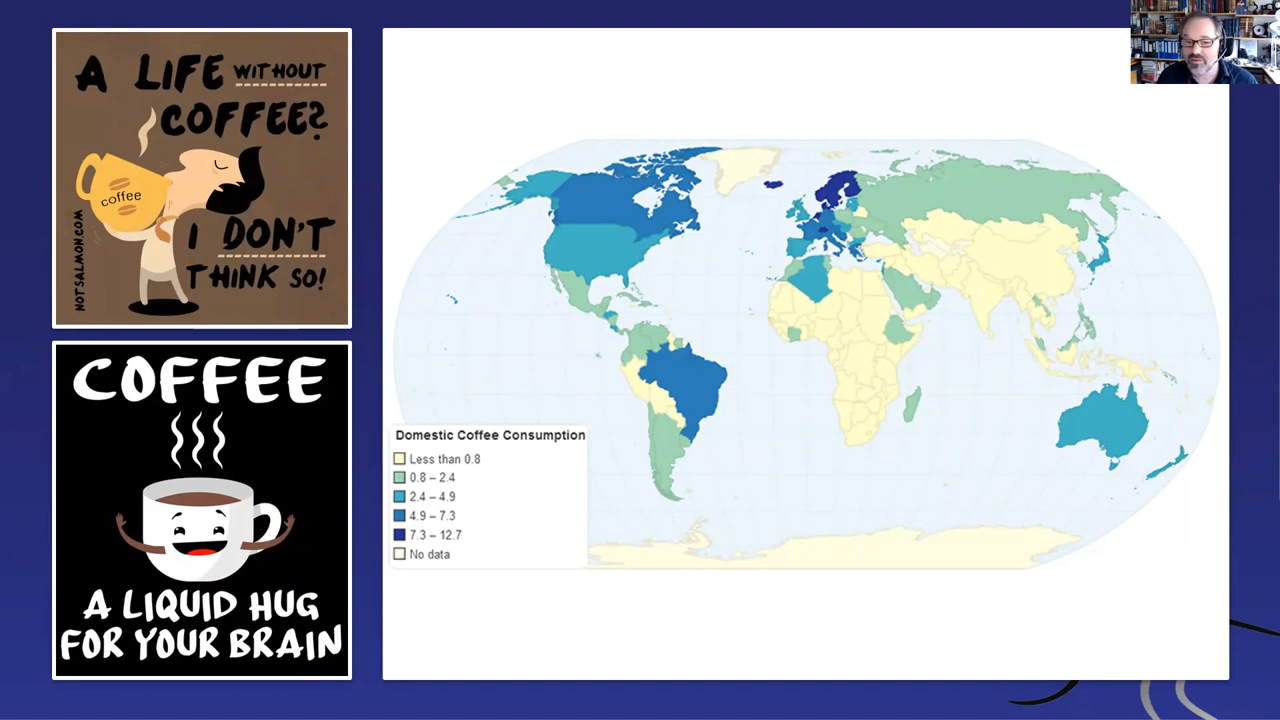 A LIFE WITHOUT
COFFEE?
coffee
I DON'T
THINK SO!
NOTSALMON.COM
COFFEE
A LIQUID HUG
FOR YOUR BRAIN
Domestic Coffee Consumption
Less than 0.8
0.8 – 2.4
2.4 – 4.9
4.9 – 7.3
7.3 – 12.7
No data